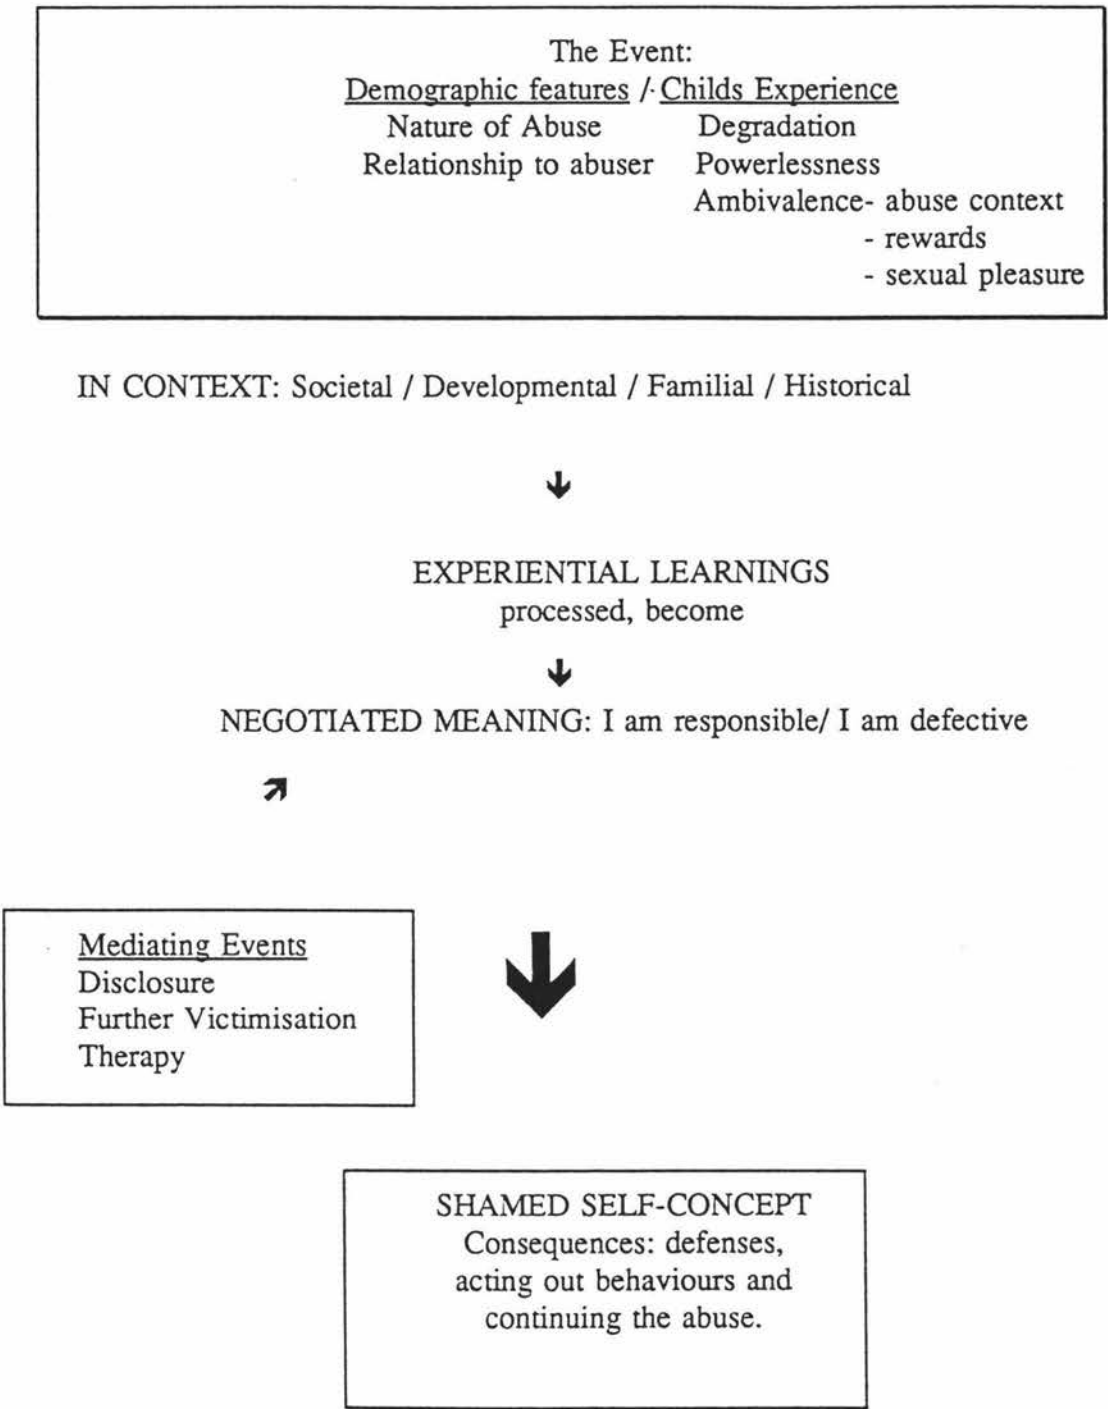 The Event:
Demographic features / Childs Experience
Nature of Abuse Degradation
Relationship to abuser Powerlessness
Ambivalence- abuse context
- rewards
- sexual pleasure
IN CONTEXT: Societal / Developmental / Familial / Historical
EXPERIENTIAL LEARNINGS
processed, become
NEGOTIATED MEANING: I am responsible/ I am defective
Mediating Events
Disclosure
Further Victimisation
Therapy
SHAMED SELF-CONCEPT
Consequences: defenses,
acting out behaviours and
continuing the abuse.